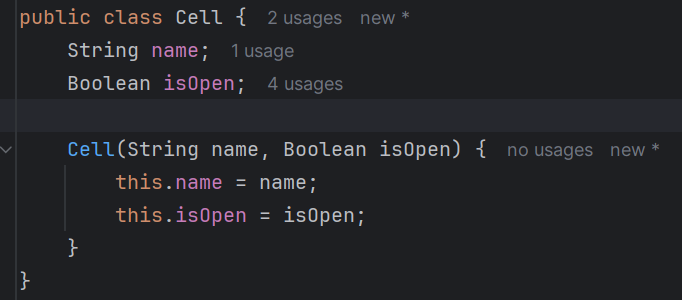 public class Cell {  2 usages  new *
    String name;  1 usage
    Boolean isOpen;  4 usages

    Cell(String name, Boolean isOpen) {  no usages  new *
        this.name = name;
        this.isOpen = isOpen;
    }
}